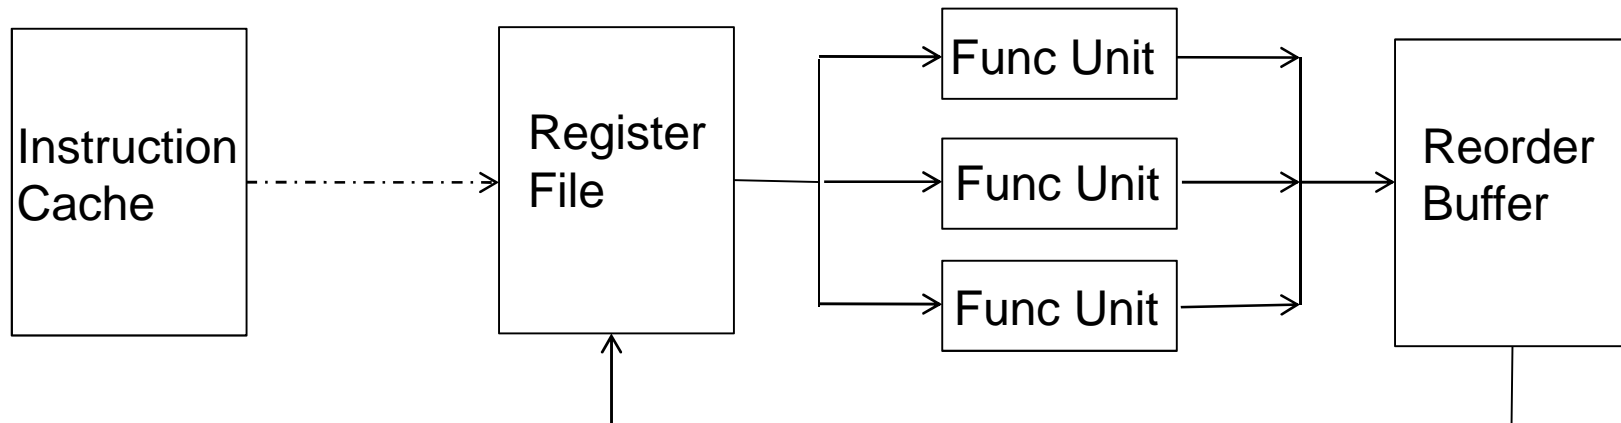 Instruction
Cache
Register
File
Func Unit
Func Unit
Func Unit
Reorder
Buffer